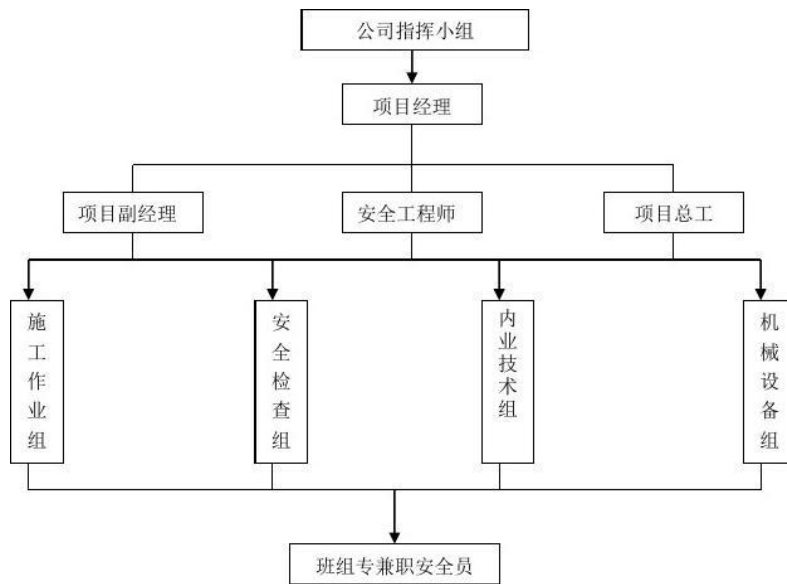 公司指挥小组
项目经理
项目副经理
安全工程师
项目总工
施工作业组
安全检查组
内业技术组
机械设备组
班组专兼职安全员